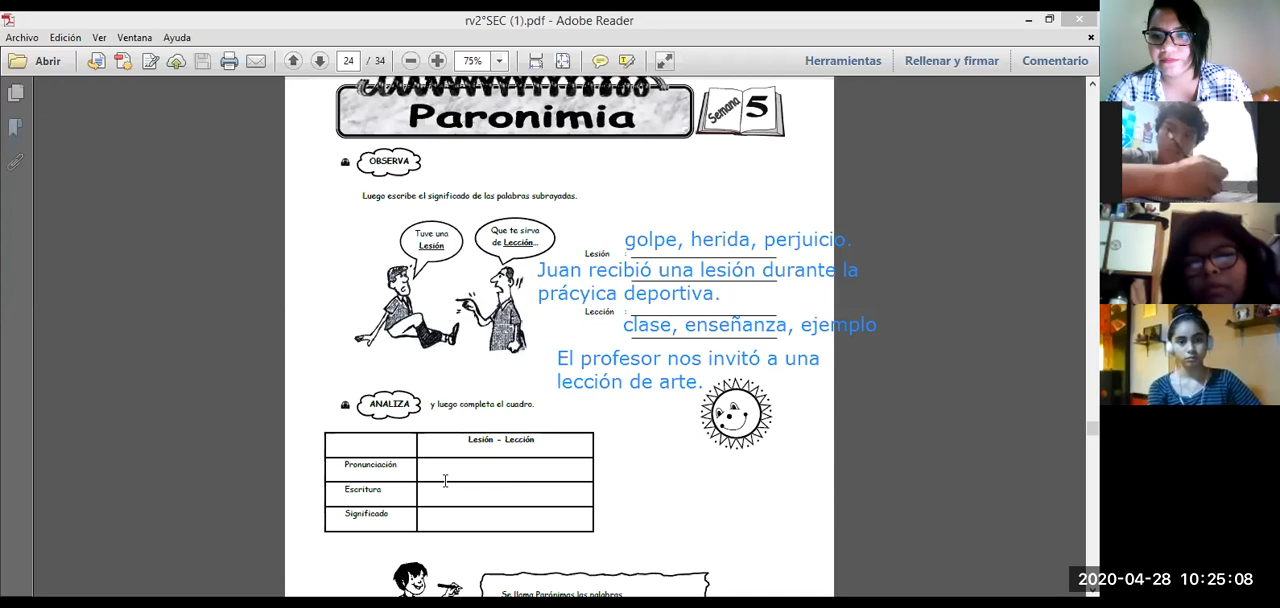 rv2°SEC (1).pdf - Adobe Reader
Archivo Edición Ver Ventana Ayuda
Abrir 24 / 34 75% Herramientas Rellenar y firmar Comentario
Paronimia
Semana 5
OBSERVA
Luego escribe el significado de las palabras subrayadas.
Tuve una
Lesión
Que te sirva
de Lección...
Lesión :
golpe, herida, perjuicio.
Juan recibió una lesión durante la
prácyica deportiva.
Lección :
clase, enseñanza, ejemplo
El profesor nos invitó a una
lección de arte.
ANALIZA y luego completa el cuadro.
Lesión - Lección
Pronunciación
Escritura
Significado
Se llama Parónimas las palabras
2020-04-28 10:25:08